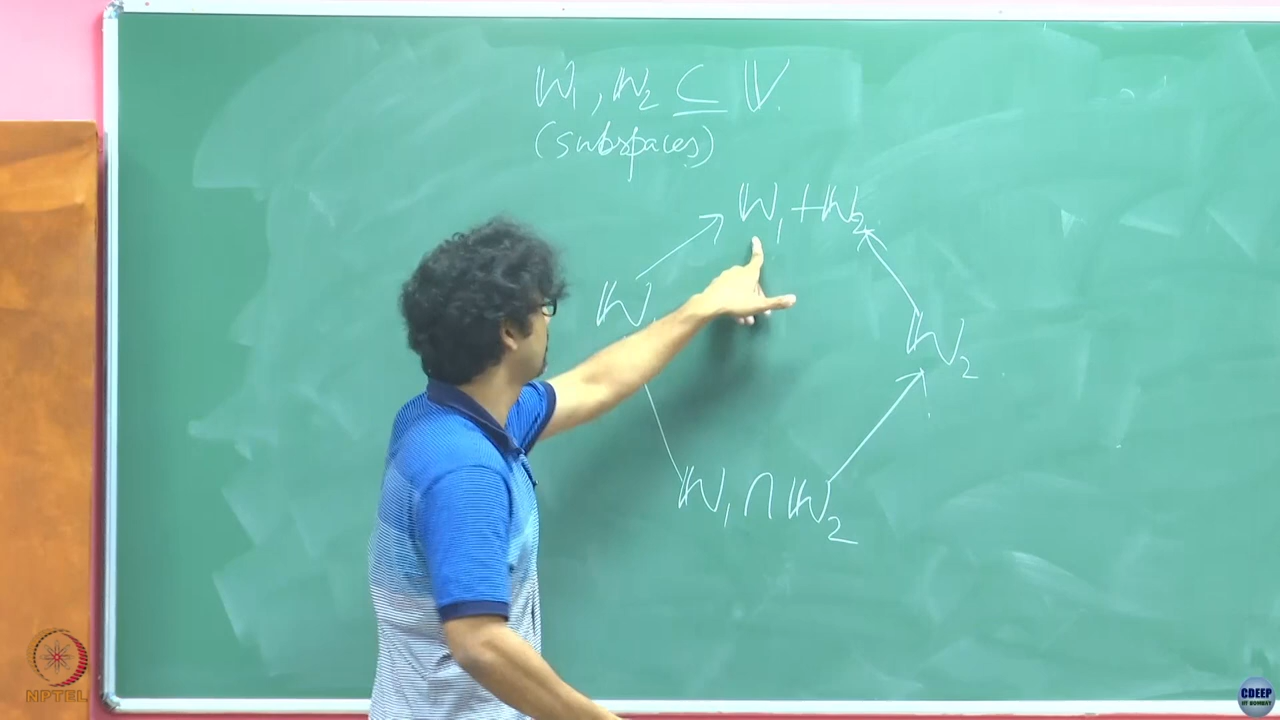 W₁, W₂ ⊆ V.
(subspaces)
W₁ + W₂
W₁
W₂
W₁ ∩ W₂
NPTEL
CDEEP
IIT BOMBAY